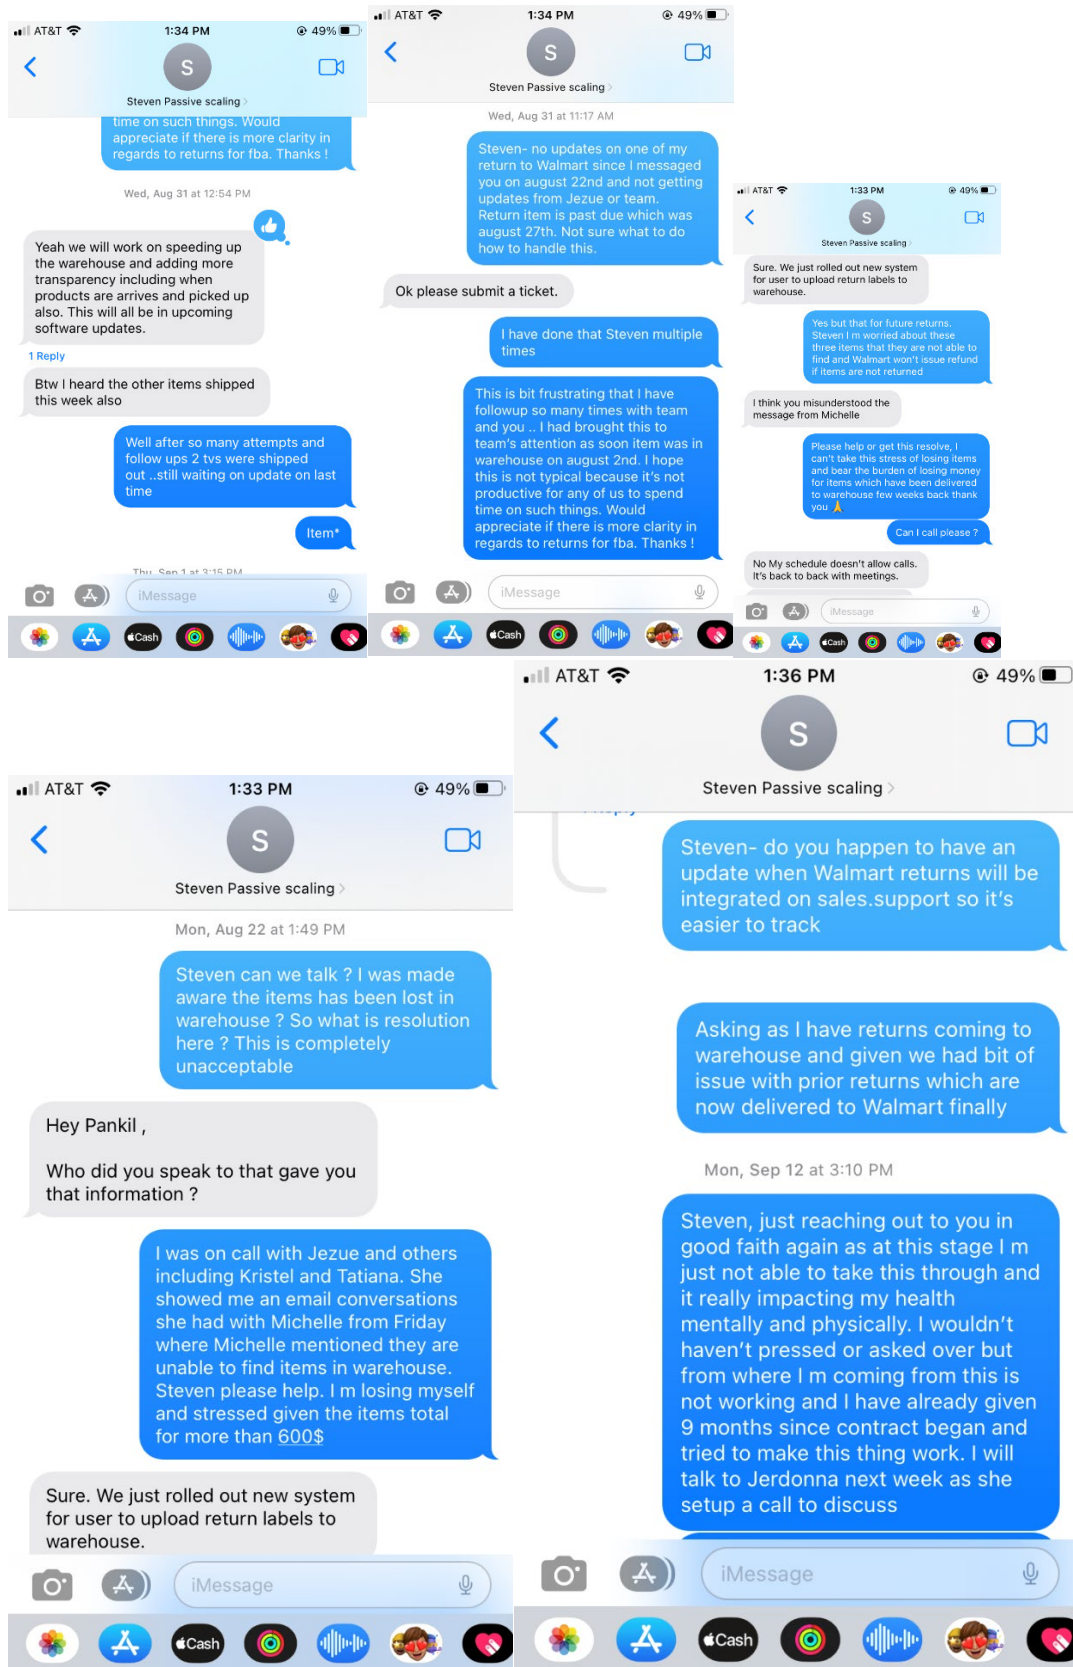 AT&T 1:34 PM 49%
S
Steven Passive scaling
time on such things. Would
appreciate if there is more clarity in
regards to returns for fba. Thanks !
Wed, Aug 31 at 12:54 PM
Yeah we will work on speeding up
the warehouse and adding more
transparency including when
products are arrives and picked up
also. This will all be in upcoming
software updates.
1 Reply
Btw I heard the other items shipped
this week also
Well after so many attempts and
follow ups 2 tvs were shipped
out ..still waiting on update on last
time
Item*
Thu, Sep 1 at 3:15 PM
iMessage
Cash
AT&T 1:34 PM 49%
S
Steven Passive scaling
Wed, Aug 31 at 11:17 AM
Steven- no updates on one of my
return to Walmart since I messaged
you on august 22nd and not getting
updates from Jezue or team.
Return item is past due which was
august 27th. Not sure what to do
how to handle this.
Ok please submit a ticket.
I have done that Steven multiple
times
This is bit frustrating that I have
followup so many times with team
and you .. I had brought this to
team's attention as soon item was in
warehouse on august 2nd. I hope
this is not typical because it's not
productive for any of us to spend
time on such things. Would
appreciate if there is more clarity in
regards to returns for fba. Thanks !
iMessage
Cash
AT&T 1:33 PM 49%
S
Steven Passive scaling
Sure. We just rolled out new system
for user to upload return labels to
warehouse.
Yes but that for future returns.
Steven I m worried about these
three items that they are not able to
find and Walmart won't issue refund
if items are not returned
I think you misunderstood the
message from Michelle
Please help or get this resolve, I
can't take this stress of losing items
and bear the burden of losing money
for items which have been delivered
to warehouse few weeks back thank
you 🙏
Can I call please ?
No My schedule doesn't allow calls.
It's back to back with meetings.
iMessage
Cash
AT&T 1:33 PM 49%
S
Steven Passive scaling
Mon, Aug 22 at 1:49 PM
Steven can we talk ? I was made
aware the items has been lost in
warehouse ? So what is resolution
here ? This is completely
unacceptable
Hey Pankil ,
Who did you speak to that gave you
that information ?
I was on call with Jezue and others
including Kristel and Tatiana. She
showed me an email conversations
she had with Michelle from Friday
where Michelle mentioned they are
unable to find items in warehouse.
Steven please help. I m losing myself
and stressed given the items total
for more than 600$
Sure. We just rolled out new system
for user to upload return labels to
warehouse.
iMessage
Cash
AT&T 1:36 PM 49%
S
Steven Passive scaling
Steven- do you happen to have an
update when Walmart returns will be
integrated on sales.support so it's
easier to track
Asking as I have returns coming to
warehouse and given we had bit of
issue with prior returns which are
now delivered to Walmart finally
Mon, Sep 12 at 3:10 PM
Steven, just reaching out to you in
good faith again as at this stage I m
just not able to take this through and
it really impacting my health
mentally and physically. I wouldn't
haven't pressed or asked over but
from where I m coming from this is
not working and I have already given
9 months since contract began and
tried to make this thing work. I will
talk to Jerdonna next week as she
setup a call to discuss
iMessage
Cash